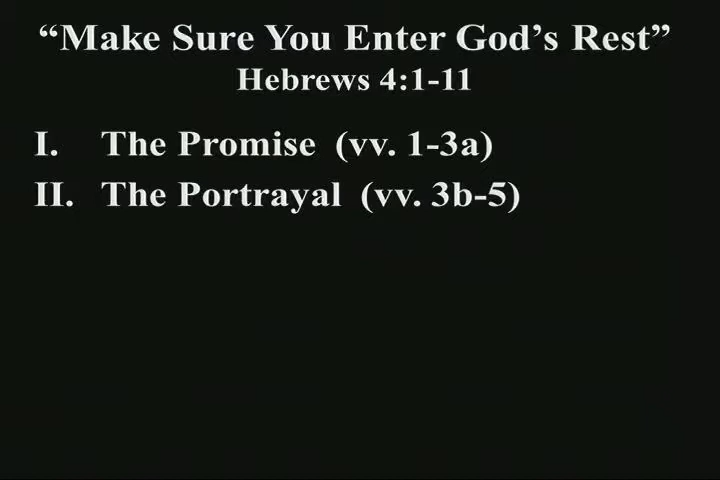 “Make Sure You Enter God’s Rest”
Hebrews 4:1-11
I. The Promise (vv. 1-3a)
II. The Portrayal (vv. 3b-5)